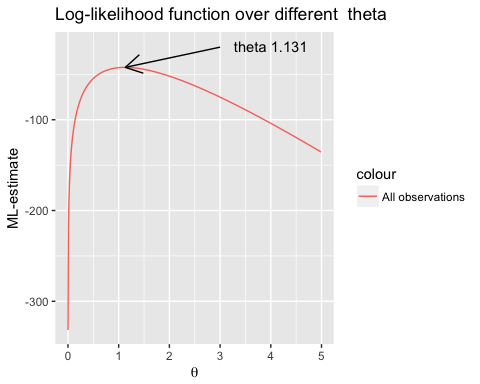 Log-likelihood function over different  theta
theta 1.131
ML-estimate
-100
-200
-300
0 1 2 3 4 5
θ
colour
All observations